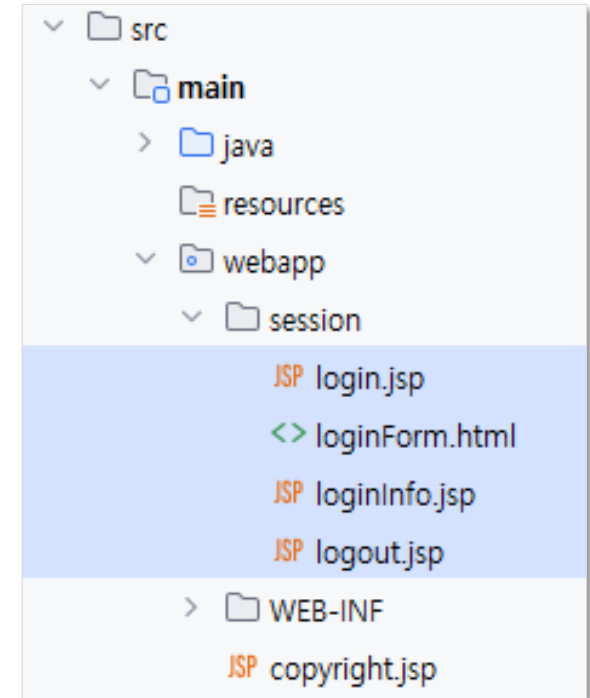 src
main
java
resources
webapp
session
JSP login.jsp
<> loginForm.html
JSP loginInfo.jsp
JSP logout.jsp
WEB-INF
JSP copyright.jsp